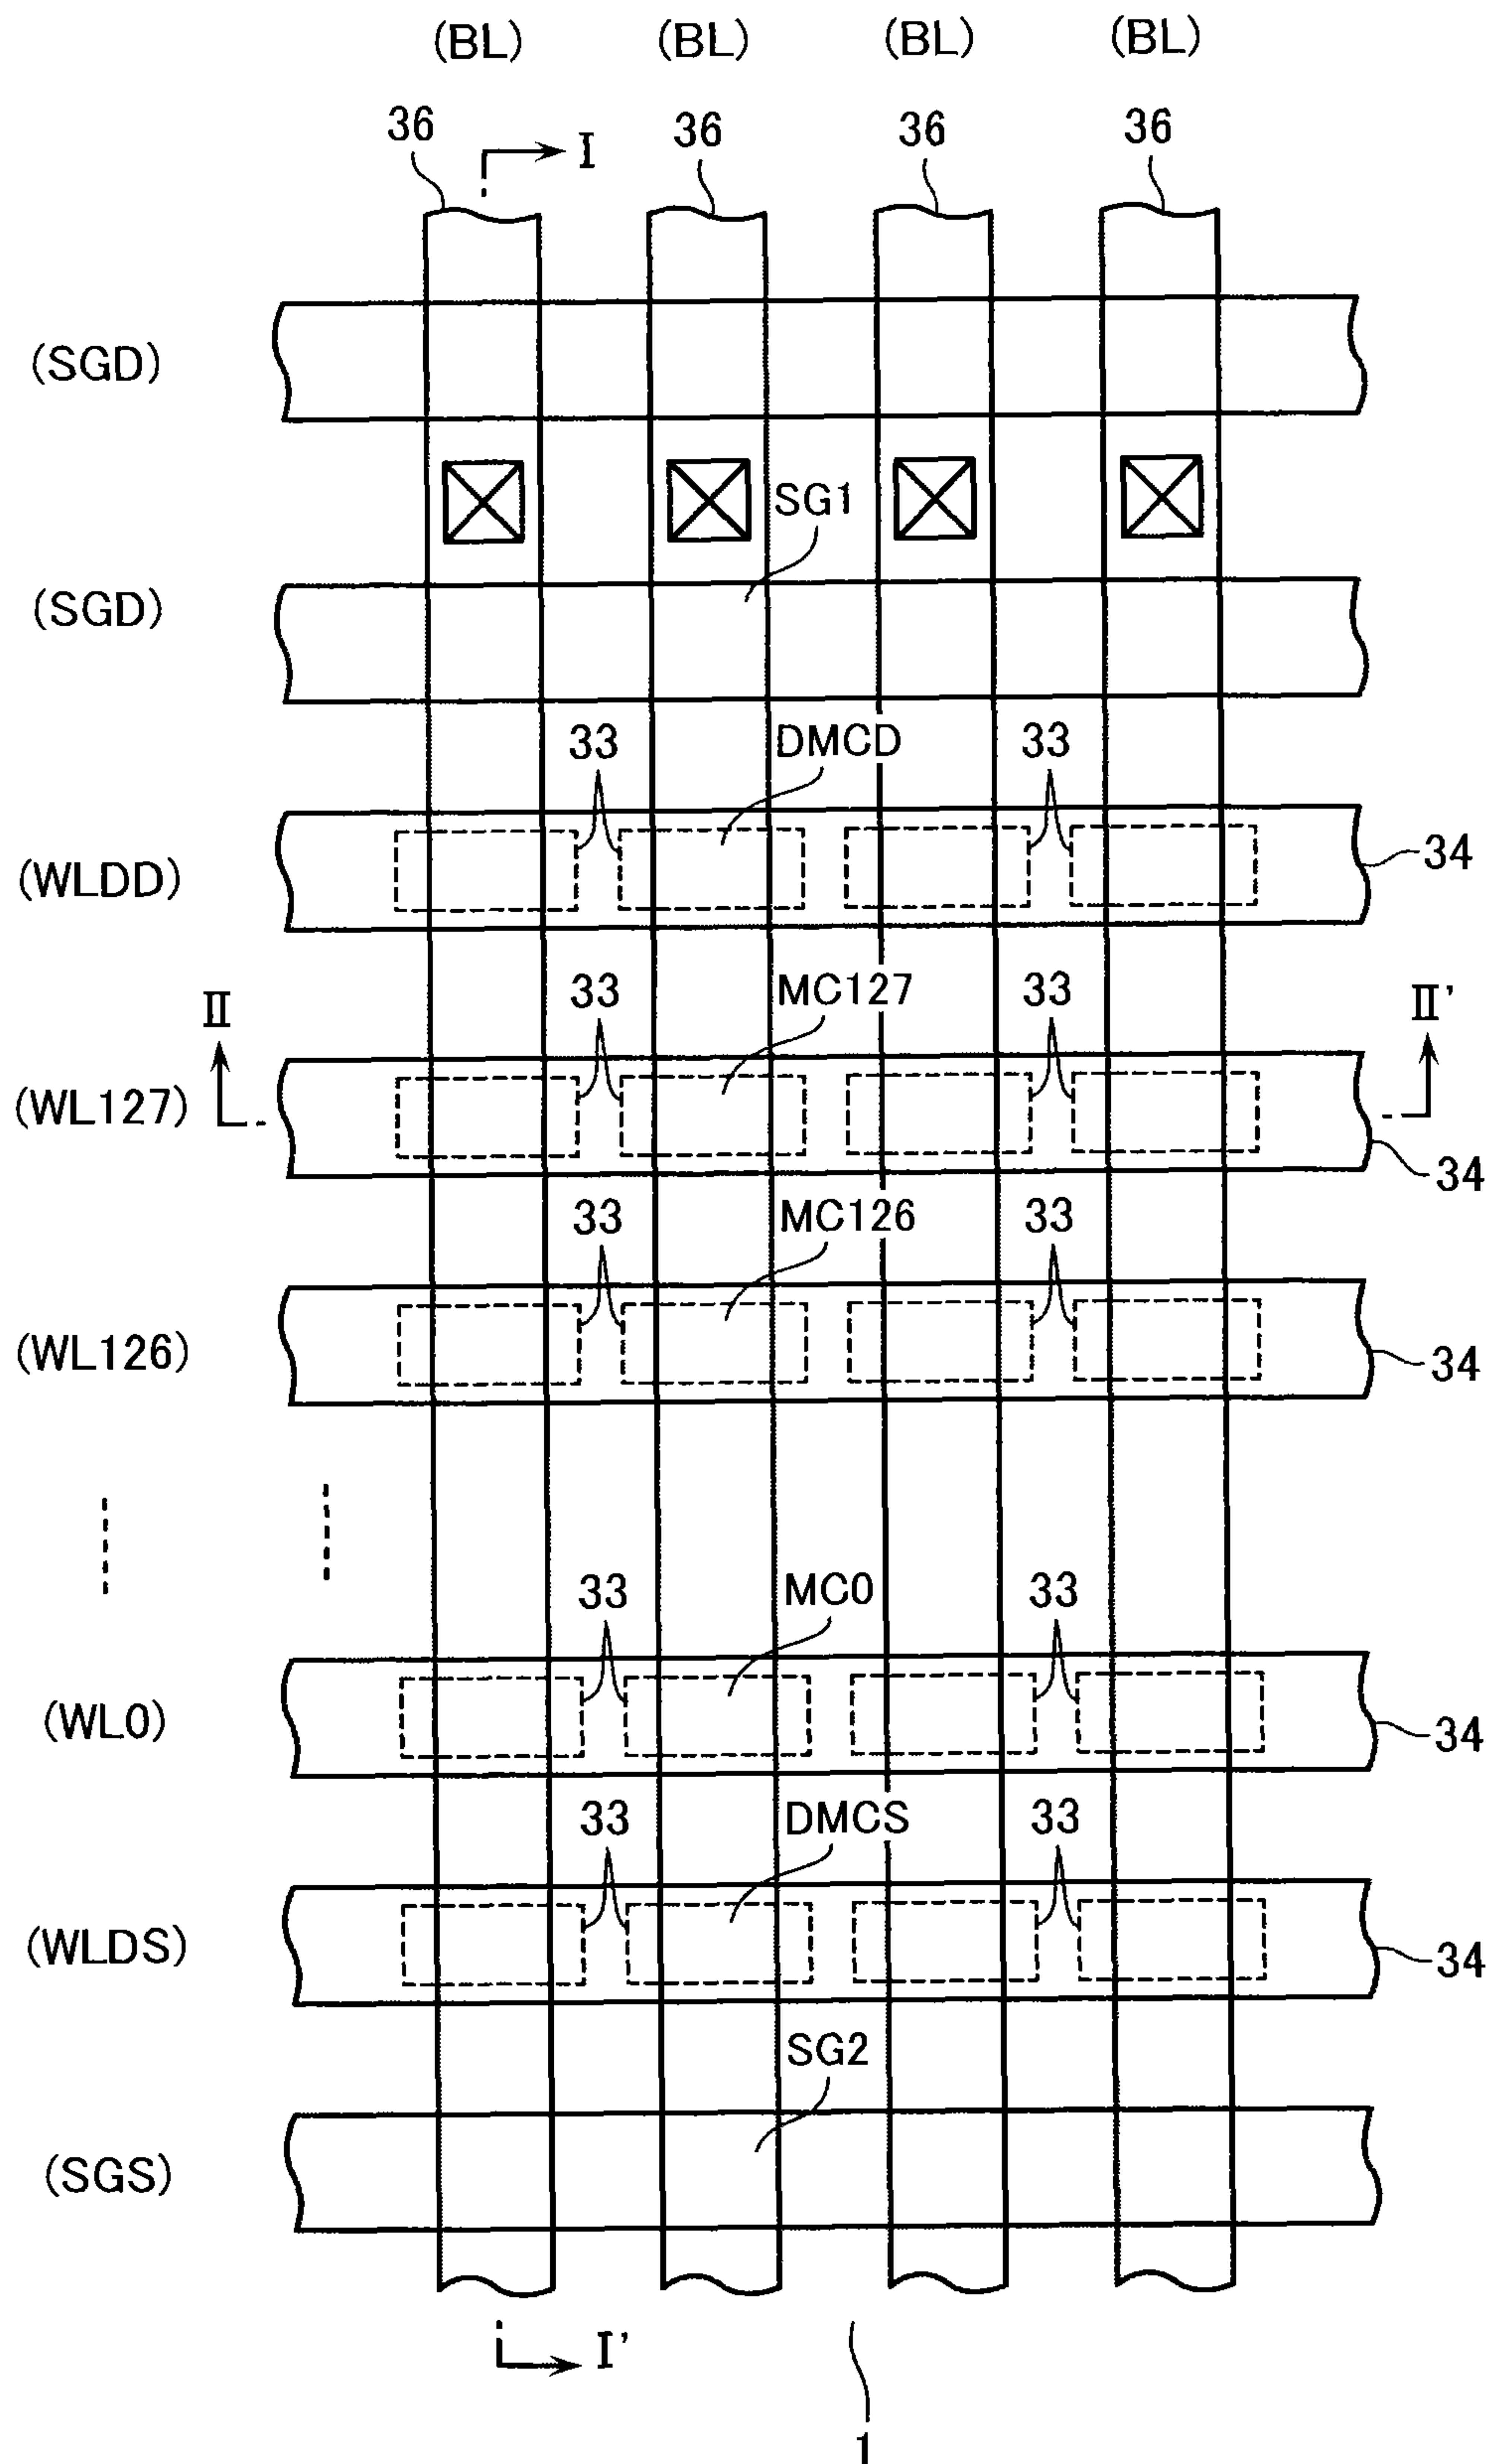 (BL) (BL) (BL) (BL)
36 I 36 36 36
(SGD)
SG1
(SGD)
33 DMCD 33
(WLDD) 34
33 MC127 33
II II'
(WL127)
34
33 MC126 33
(WL126) 34
33 MC0 33
(WL0) 34
33 DMCS 33
(WLDS) 34
SG2
(SGS)
I'
1